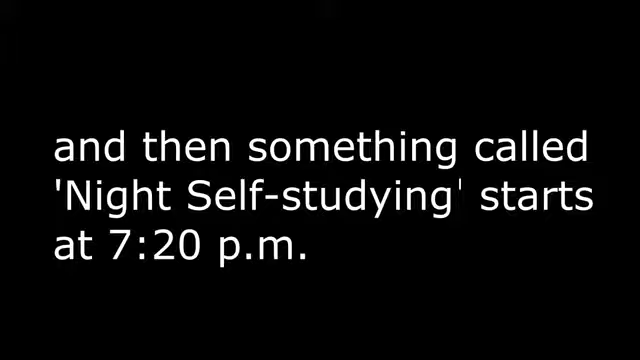 and then something called
'Night Self-studying' starts
at 7:20 p.m.